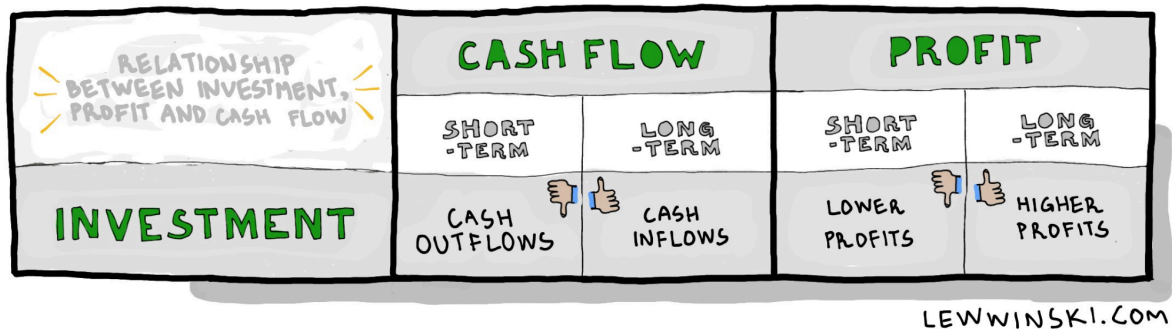 RELATIONSHIP
BETWEEN INVESTMENT,
PROFIT AND CASH FLOW
CASH FLOW
PROFIT
SHORT
-TERM
LONG
-TERM
SHORT
-TERM
LONG
-TERM
INVESTMENT
CASH
OUTFLOWS
CASH
INFLOWS
LOWER
PROFITS
HIGHER
PROFITS
LEWWINSKI.COM